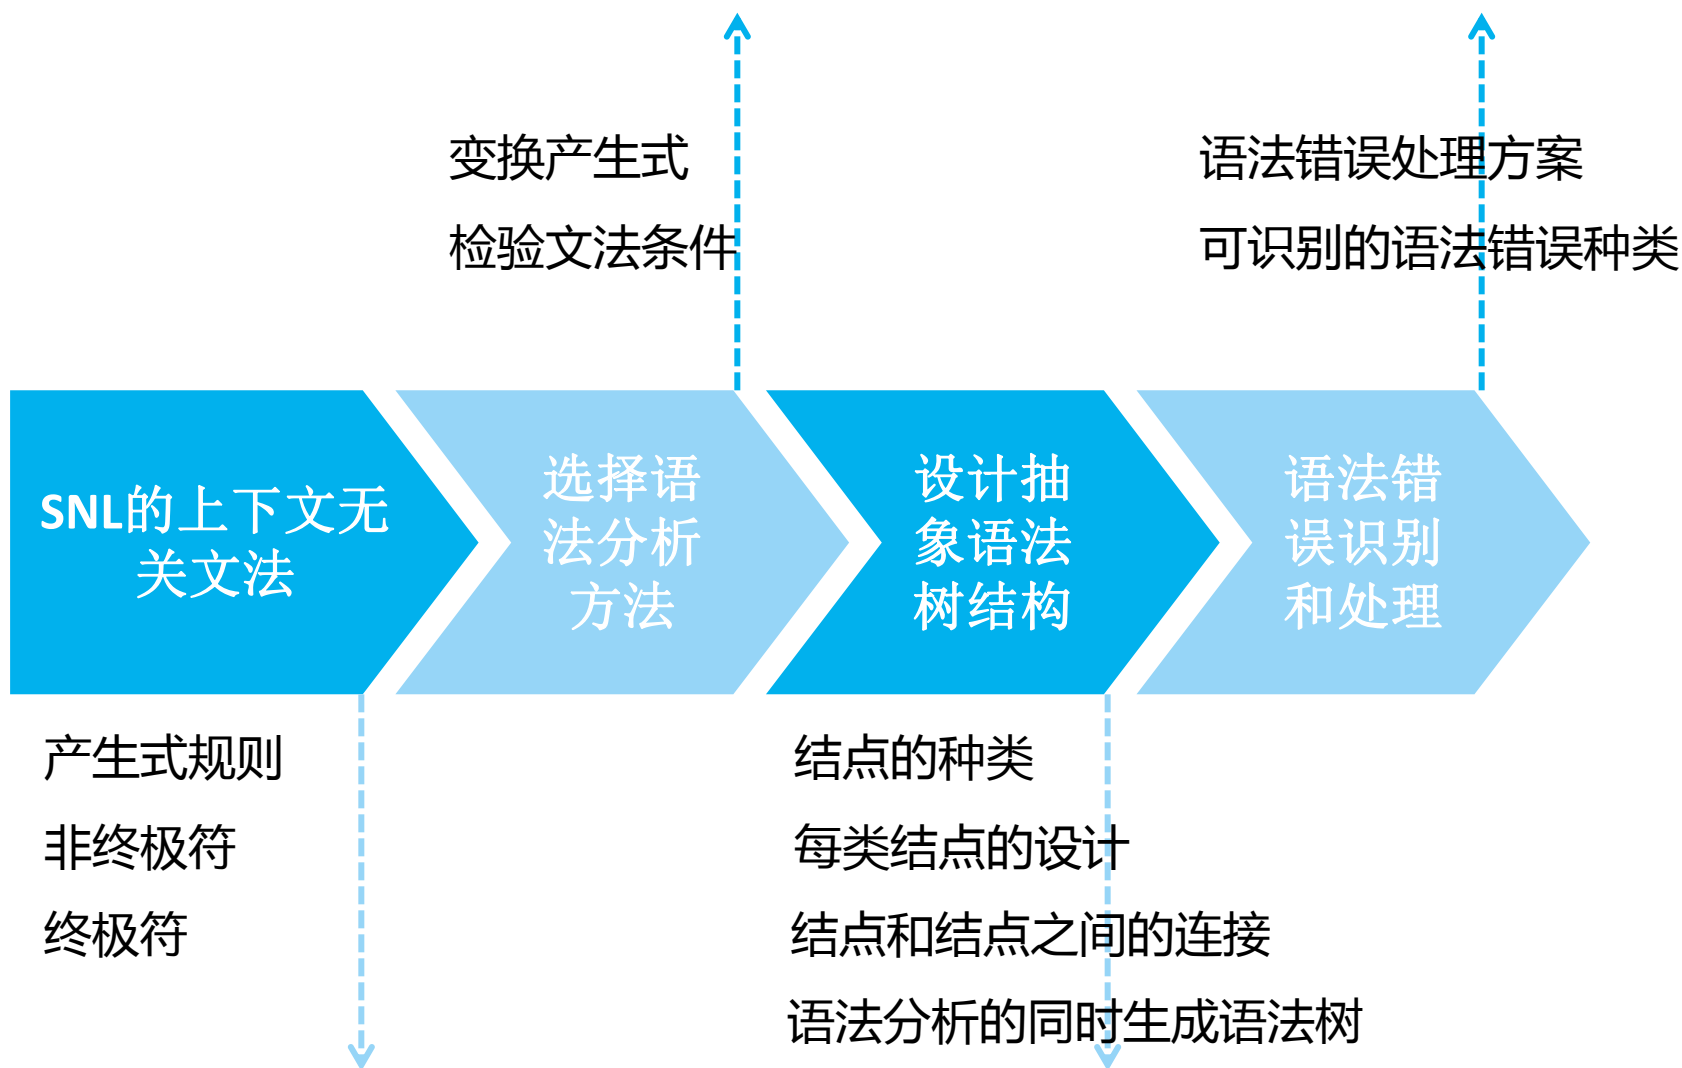 变换产生式
检验文法条件
语法错误处理方案
可识别的语法错误种类
SNL的上下文无
关文法
选择语
法分析
方法
设计抽
象语法
树结构
语法错
误识别
和处理
产生式规则
非终极符
终极符
结点的种类
每类结点的设计
结点和结点之间的连接
语法分析的同时生成语法树